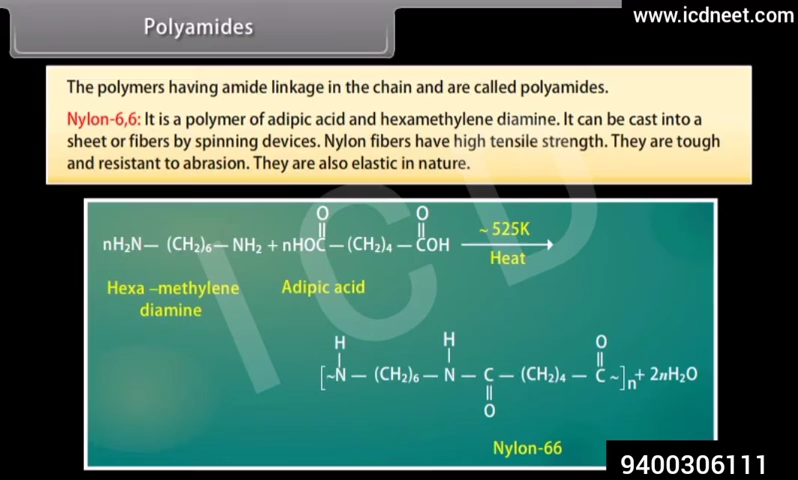 Polyamides
www.icdneet.com
The polymers having amide linkage in the chain and are called polyamides.
Nylon-6,6: It is a polymer of adipic acid and hexamethylene diamine. It can be cast into a
sheet or fibers by spinning devices. Nylon fibers have high tensile strength. They are tough
and resistant to abrasion. They are also elastic in nature.
O O
|| ||
nH₂N— (CH₂)₆— NH₂ + nHOC — (CH₂)₄ — COH
~ 525K
Heat
Hexa –methylene
diamine
Adipic acid
H H O
| | ||
[~N — (CH₂)₆ — N — C — (CH₂)₄ — C ~]ₙ+ 2nH₂O
||
O
Nylon-66
ICD
9400306111